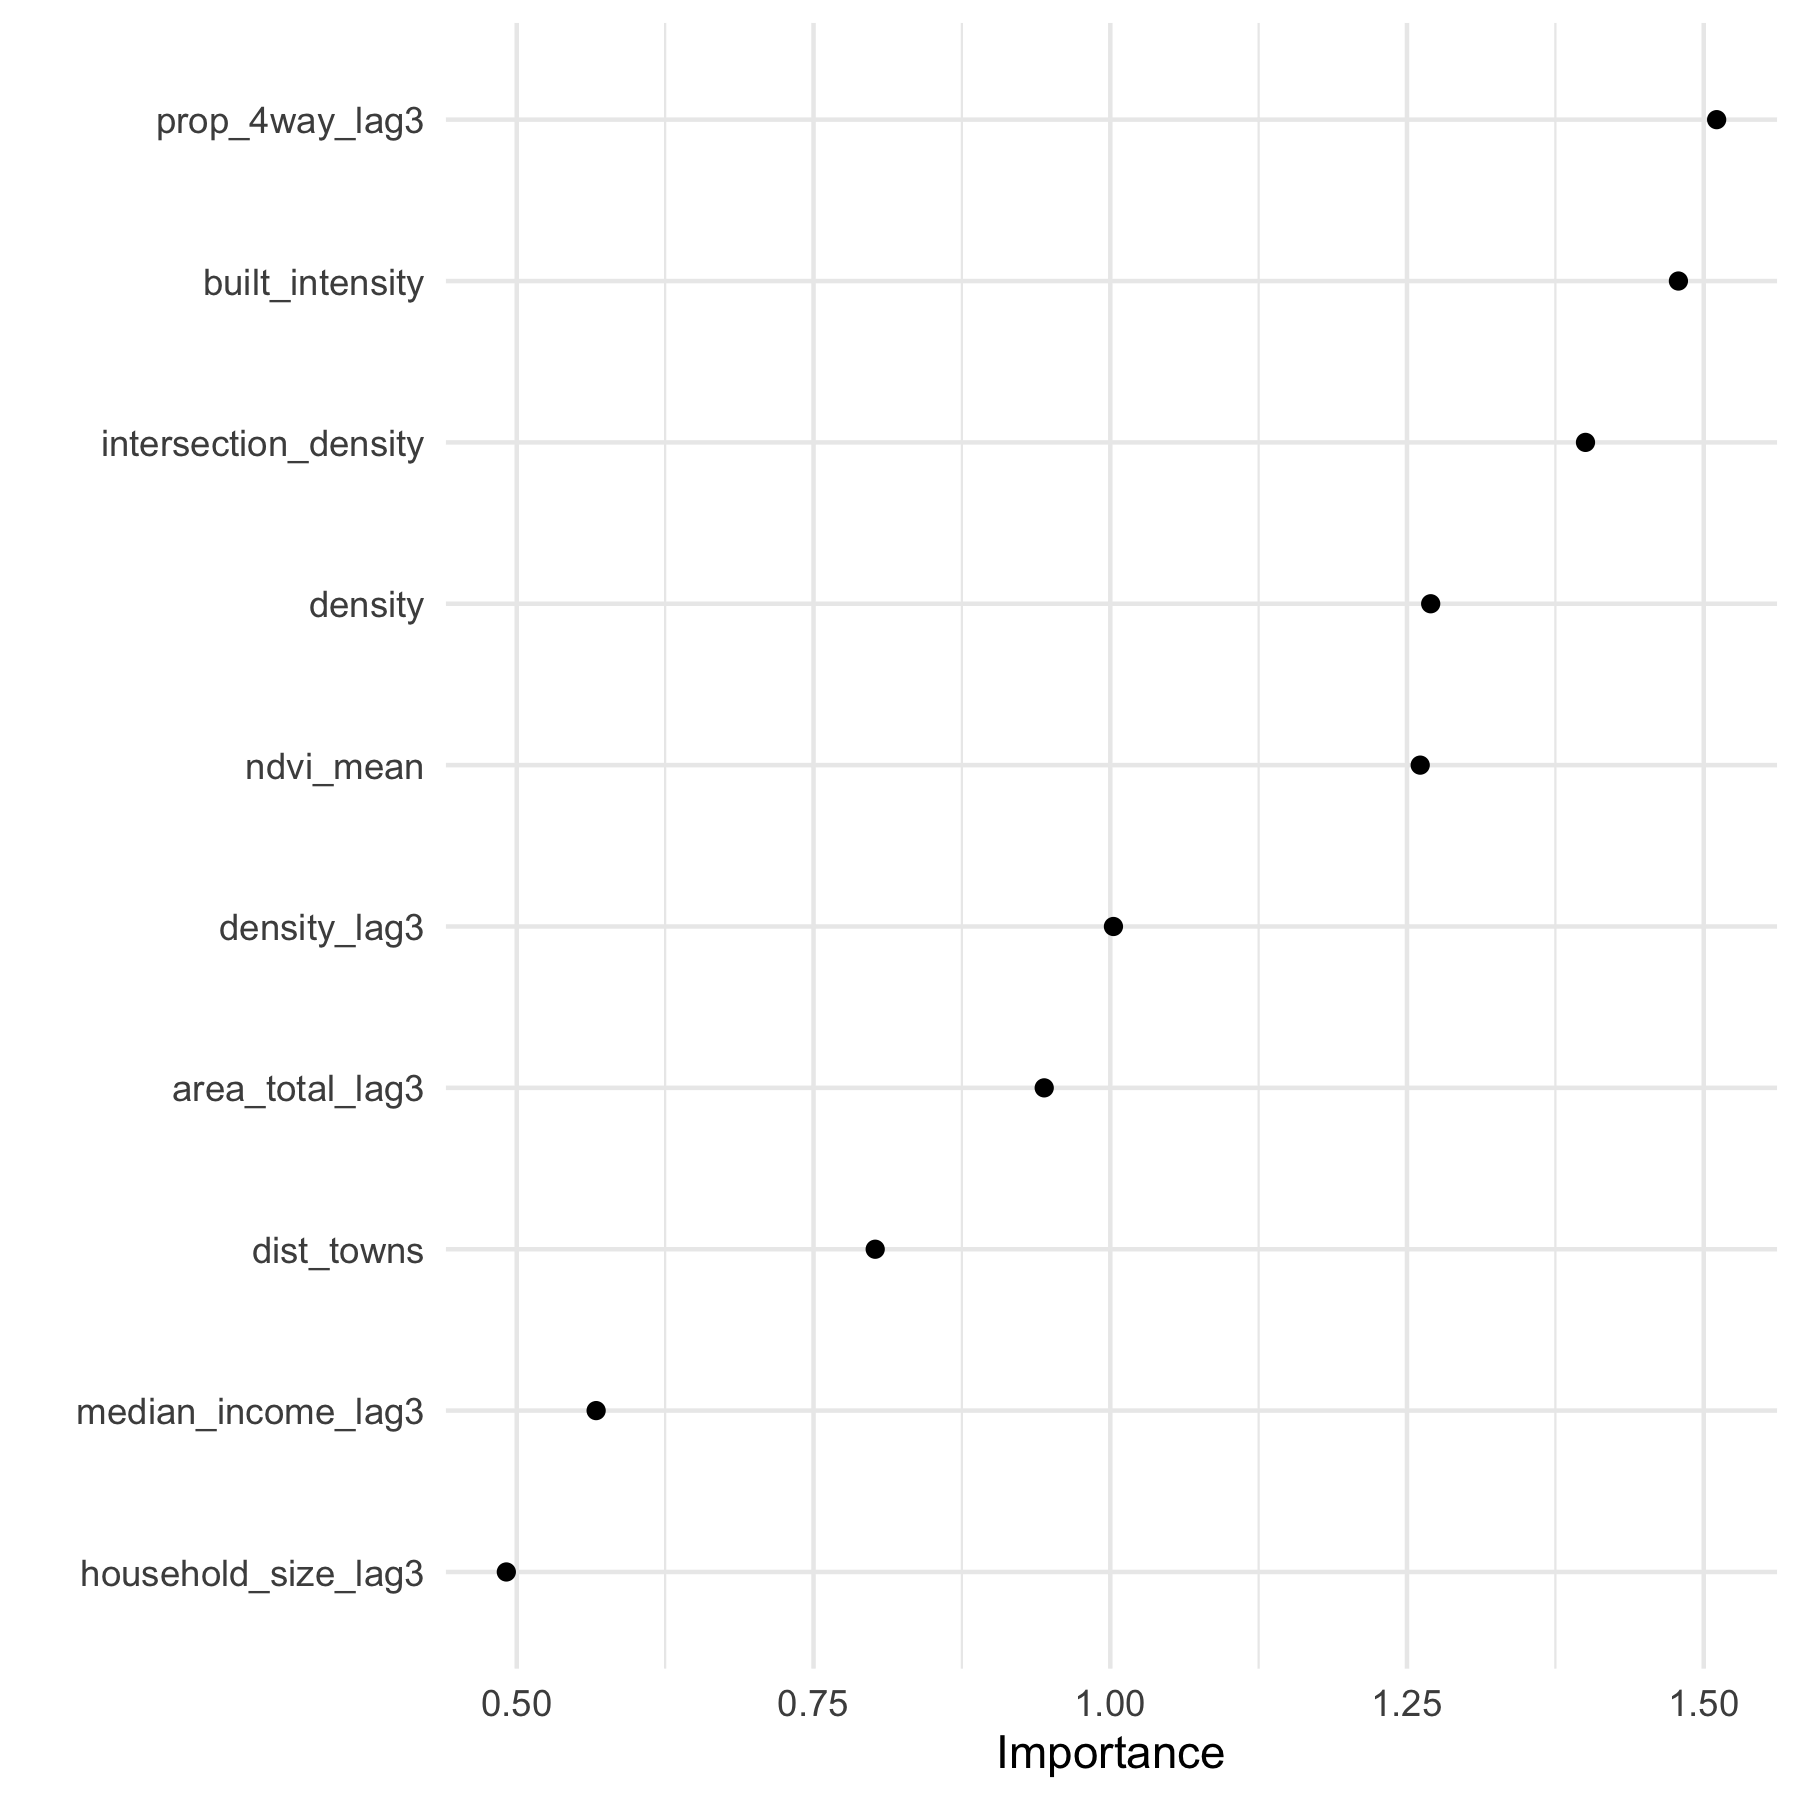 prop_4way_lag3
built_intensity
intersection_density
density
ndvi_mean
density_lag3
area_total_lag3
dist_towns
median_income_lag3
household_size_lag3
0.50 0.75 1.00 1.25 1.50
Importance